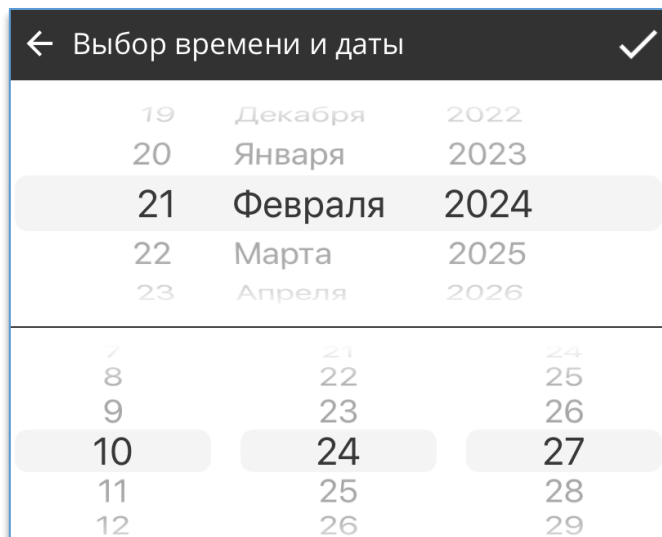 Выбор времени и даты
19 Декабря 2022
20 Января 2023
21 Февраля 2024
22 Марта 2025
23 Апреля 2026
7 21 24
8 22 25
9 23 26
10 24 27
11 25 28
12 26 29